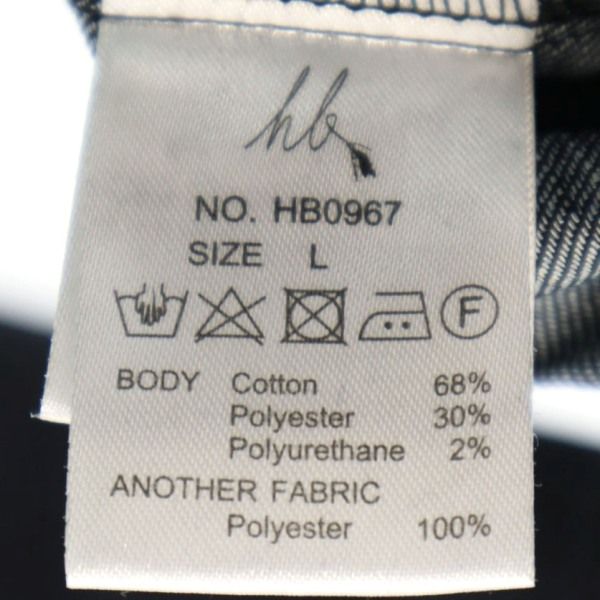 hb
NO. HB0967
SIZE L
F
BODY Cotton 68%
Polyester 30%
Polyurethane 2%
ANOTHER FABRIC
Polyester 100%